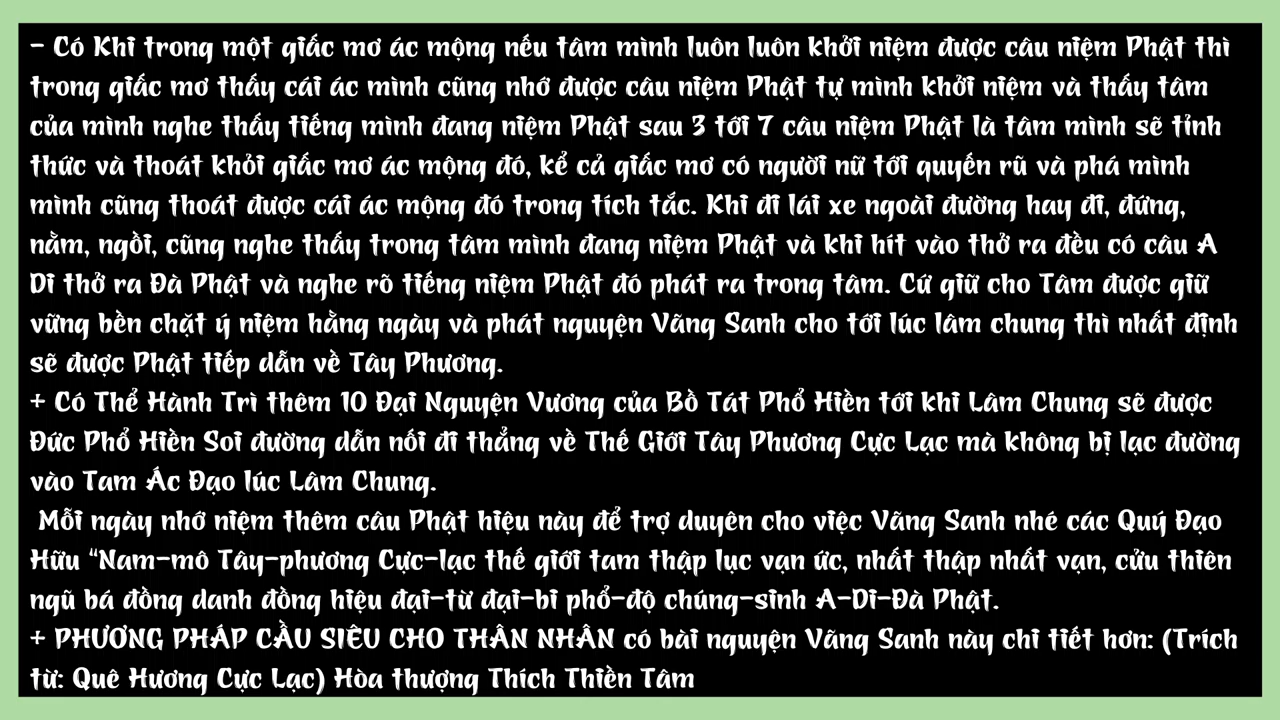 - Có Khi trong một giấc mơ ác mộng nếu tâm mình luôn luôn khởi niệm được câu niệm Phật thì
trong giấc mơ thấy cái ác mình cũng nhớ được câu niệm Phật tự mình khởi niệm và thấy tâm
của mình nghe thấy tiếng mình đang niệm Phật sau 3 tới 7 câu niệm Phật là tâm mình sẽ tỉnh
thức và thoát khỏi giấc mơ ác mộng đó, kể cả giấc mơ có người nữ tới quyến rũ và phá mình
mình cũng thoát được cái ác mộng đó trong tích tắc. Khi đi lái xe ngoài đường hay đi, đứng,
nằm, ngồi, cũng nghe thấy trong tâm mình đang niệm Phật và khi hít vào thở ra đều có câu A
Di thở ra Đà Phật và nghe rõ tiếng niệm Phật đó phát ra trong tâm. Cứ giữ cho Tâm được giữ
vững bền chặt ý niệm hằng ngày và phát nguyện Vãng Sanh cho tới lúc lâm chung thì nhất định
sẽ được Phật tiếp dẫn về Tây Phương.
+ Có Thể Hành Trì thêm 10 Đại Nguyện Vương của Bồ Tát Phổ Hiền tới khi Lâm Chung sẽ được
Đức Phổ Hiền Soi đường dẫn nối đi thẳng về Thế Giới Tây Phương Cực Lạc mà không bị lạc đường
vào Tam Ác Đạo lúc Lâm Chung.
Mỗi ngày nhớ niệm thêm câu Phật hiệu này để trợ duyên cho việc Vãng Sanh nhé các Quý Đạo
Hữu “Nam-mô Tây-phương Cực-lạc thế giới tam thập lục vạn ức, nhất thập nhất vạn, cửu thiên
ngũ bá đồng danh đồng hiệu đại-từ đại-bi phổ-độ chúng-sinh A-Di-Đà Phật.
+ PHƯƠNG PHÁP CẦU SIÊU CHO THÂN NHÂN có bài nguyện Vãng Sanh này chi tiết hơn: (Trích
từ: Quê Hương Cực Lạc) Hòa thượng Thích Thiền Tâm